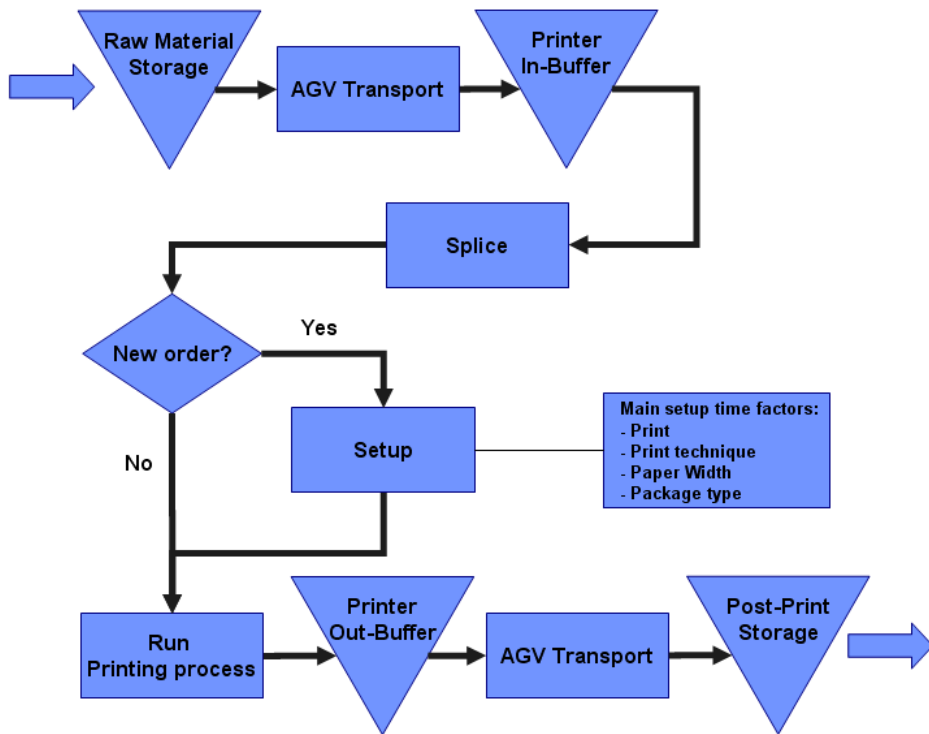 Raw Material
Storage
AGV Transport
Printer
In-Buffer
Splice
New order?
Yes
No
Setup
Main setup time factors:
- Print
- Print technique
- Paper Width
- Package type
Run
Printing process
Printer
Out-Buffer
AGV Transport
Post-Print
Storage